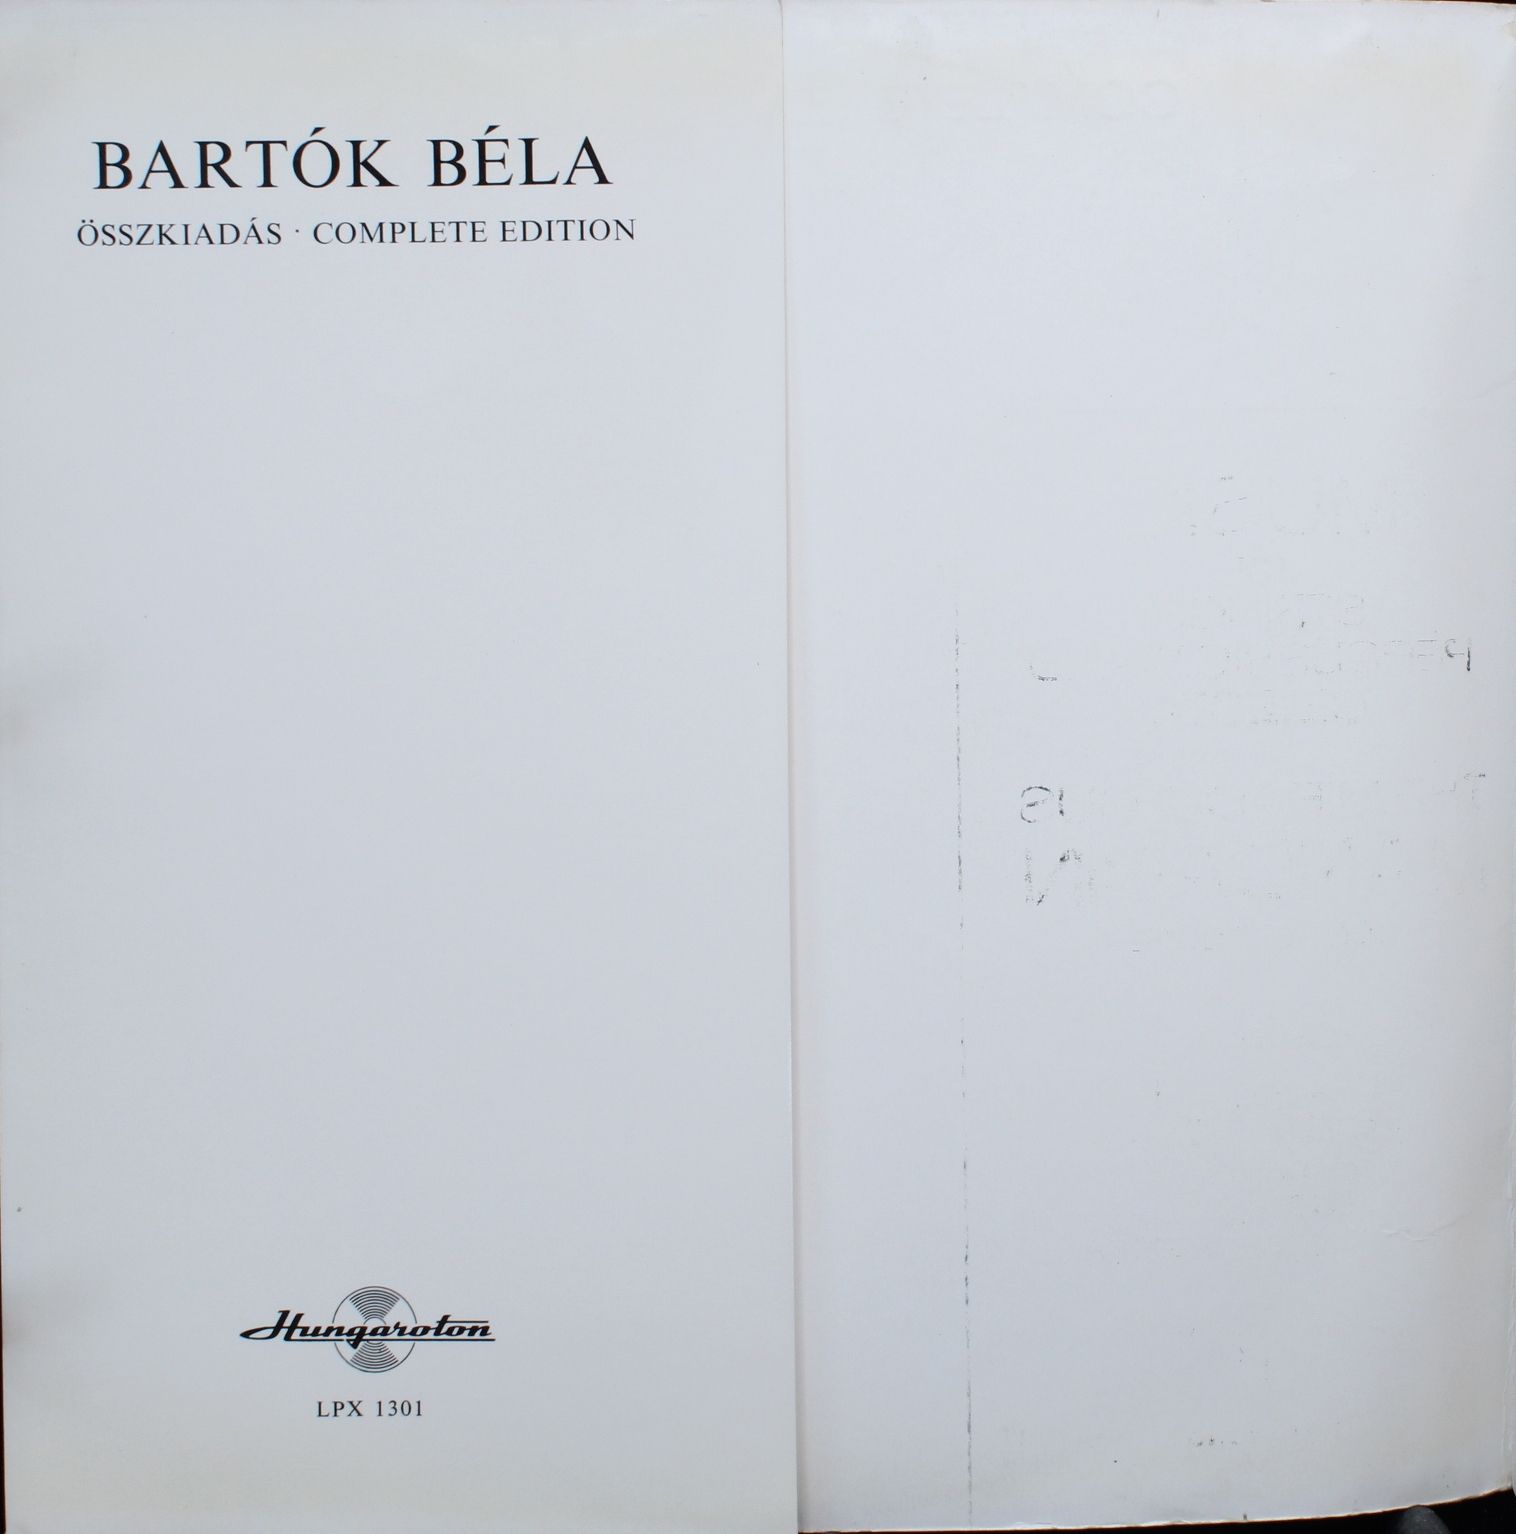 BARTÓK BÉLA
ÖSSZKIADÁS · COMPLETE EDITION
Hungaroton
LPX 1301